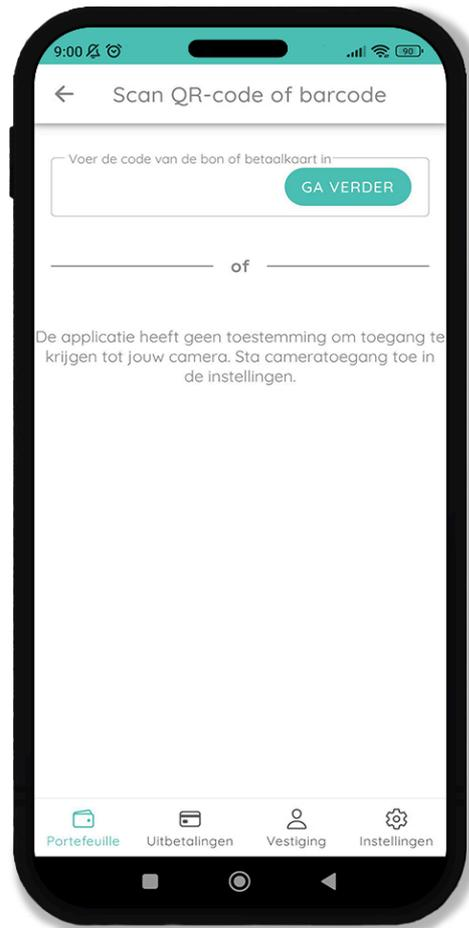 9:00
90
Scan QR-code of barcode
Voer de code van de bon of betaalkaart in
GA VERDER
of
De applicatie heeft geen toestemming om toegang te
krijgen tot jouw camera. Sta cameratoegang toe in
de instellingen.
Portefeuille Uitbetalingen Vestiging Instellingen